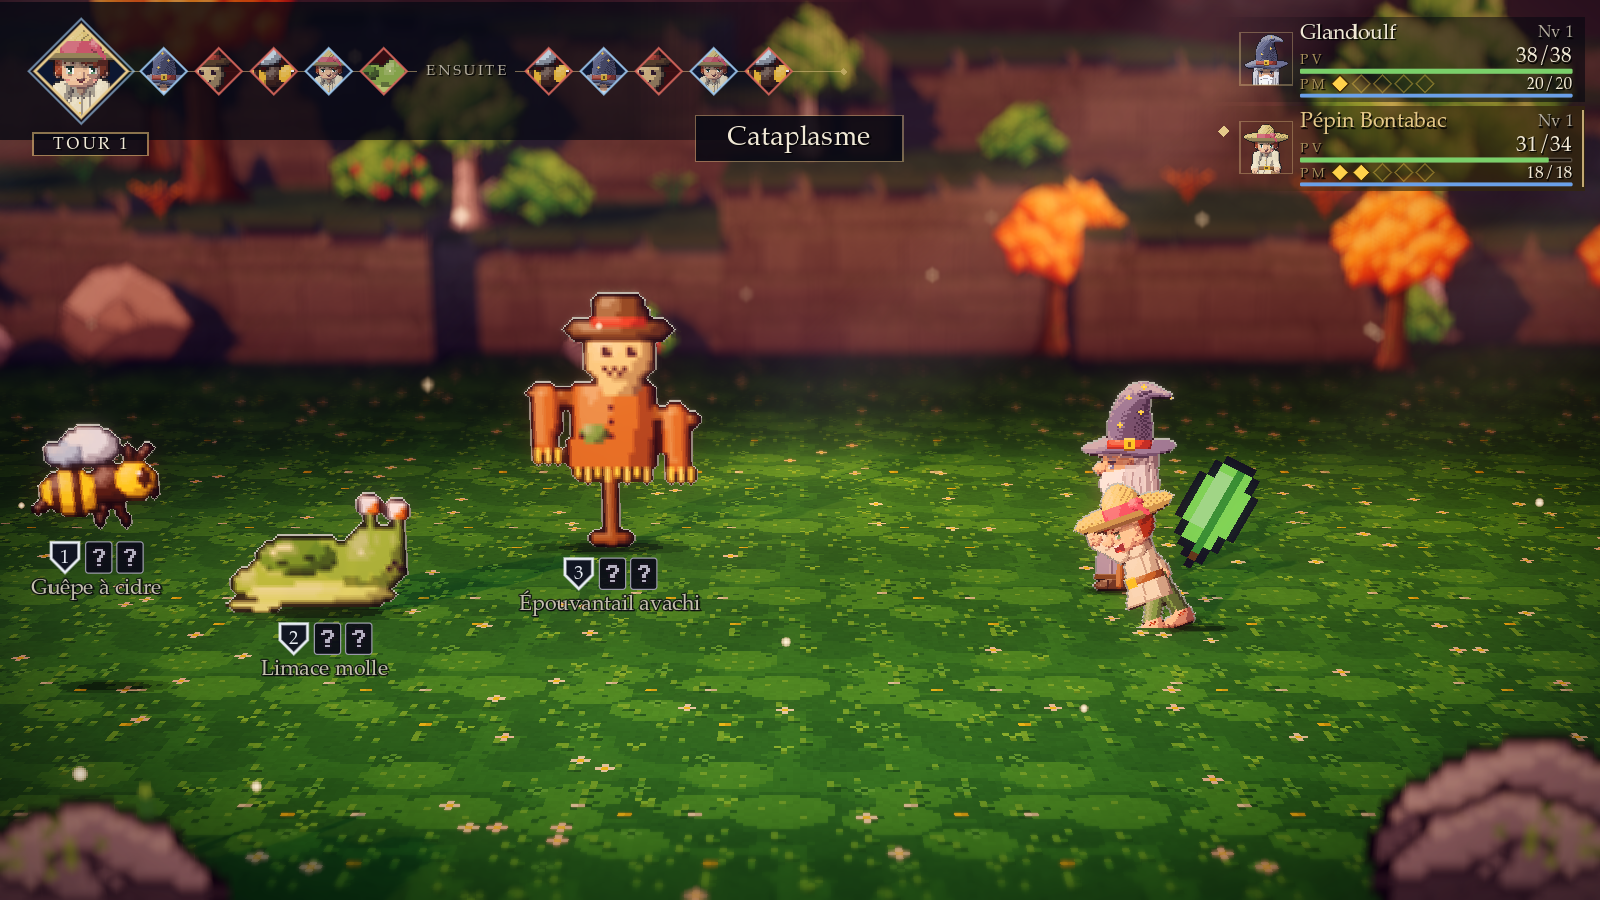 TOUR 1
ENSUITE
Cataplasme
Glandoulf Nv 1
PV 38/38
PM 20/20
Pépin Bontabac Nv 1
PV 31/34
PM 18/18
1 ? ?
Guêpe à cidre
2 ? ?
Limace molle
3 ? ?
Épouvantail avachi